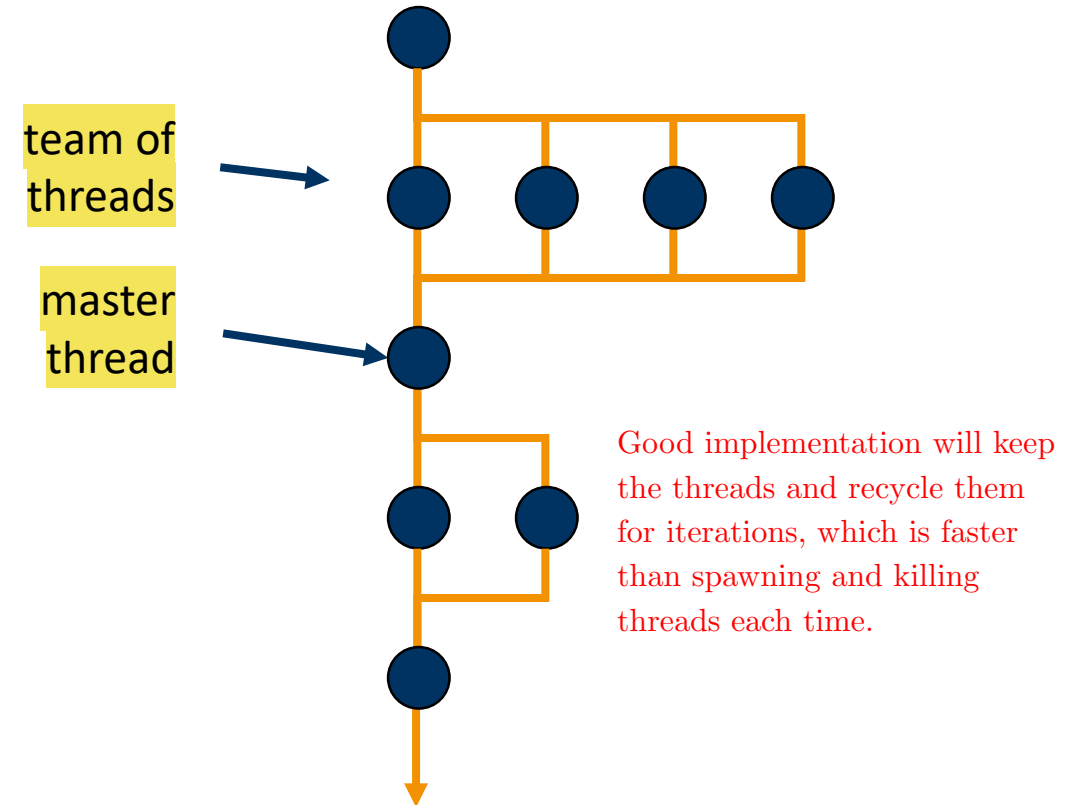 team of
threads
master
thread
Good implementation will keep
the threads and recycle them
for iterations, which is faster
than spawning and killing
threads each time.